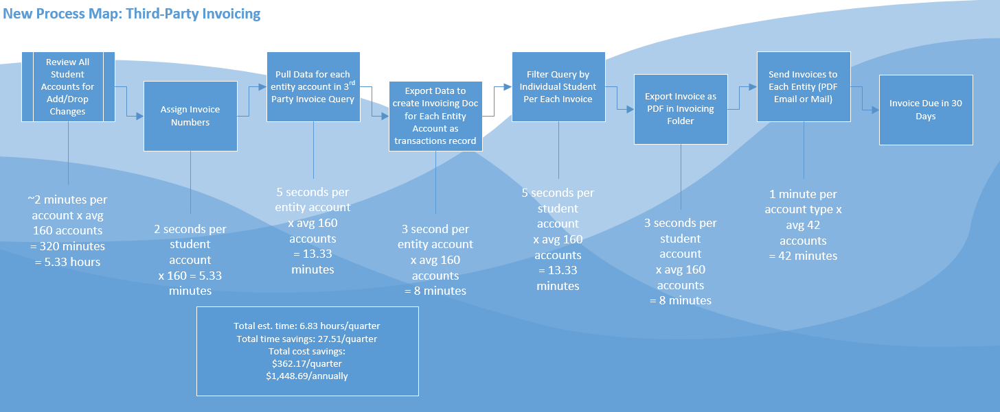 New Process Map: Third-Party Invoicing
Review All
Student
Accounts for
Add/Drop
Changes
Assign Invoice
Numbers
Pull Data for each
entity account in 3rd
Party Invoice Query
Export Data to
create Invoicing Doc
for Each Entity
Account as
transactions record
Filter Query by
Individual Student
Per Each Invoice
Export Invoice as
PDF in Invoicing
Folder
Send Invoices to
Each Entity (PDF
Email or Mail)
Invoice Due in 30
Days
~2 minutes per
account x avg
160 accounts
= 320 minutes
= 5.33 hours
2 seconds per
student
account
x 160 = 5.33
minutes
5 seconds per
entity account
x avg 160
accounts
= 13.33
minutes
3 second per
entity account
x avg 160
accounts
= 8 minutes
5 seconds per
student
account
x avg 160
accounts
= 13.33
minutes
3 seconds per
student
account
x avg 160
accounts
= 8 minutes
1 minute per
account type x
avg 42
accounts
= 42 minutes
Total est. time: 6.83 hours/quarter
Total time savings: 27.51/quarter
Total cost savings:
$362.17/quarter
$1,448.69/annually